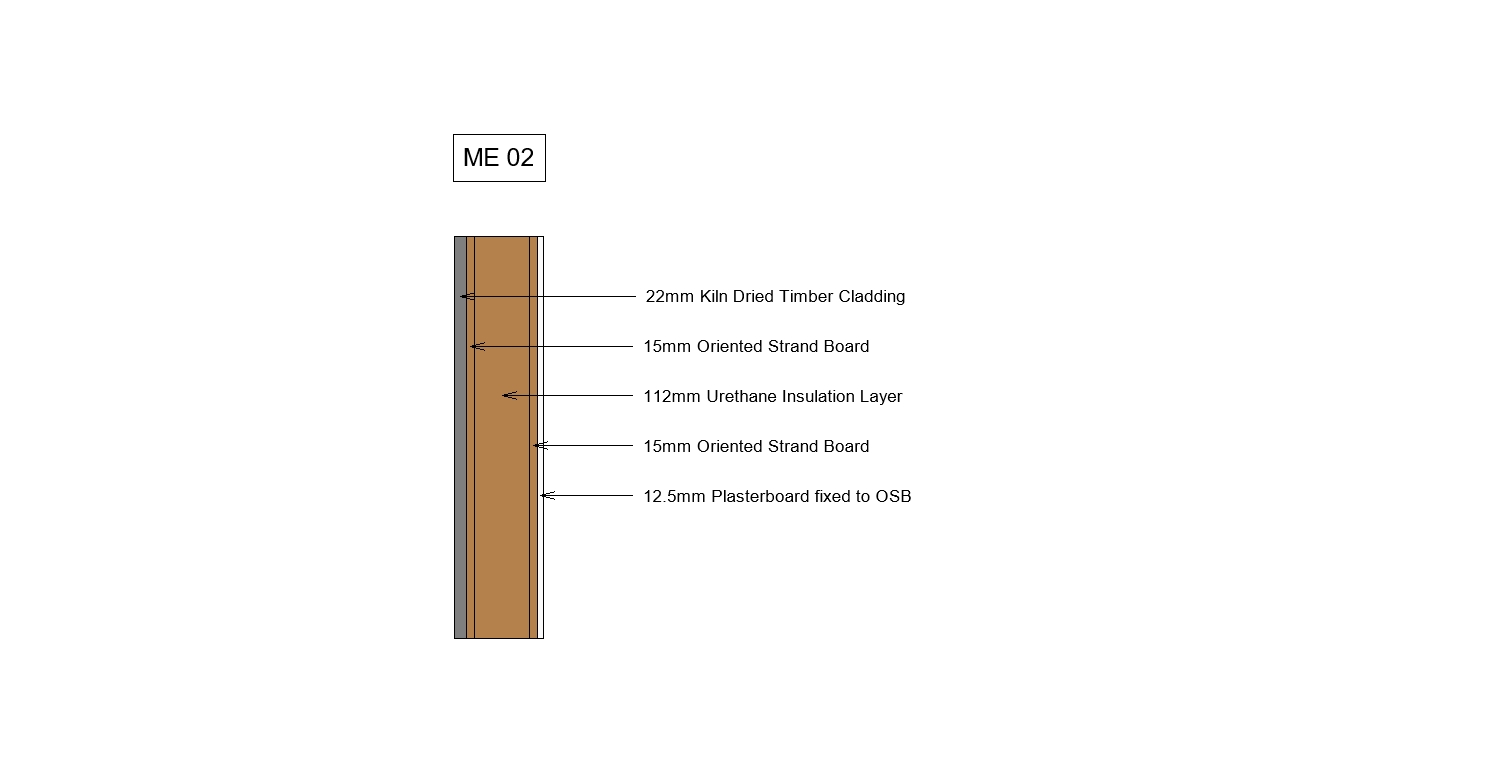 ME 02
22mm Kiln Dried Timber Cladding
15mm Oriented Strand Board
112mm Urethane Insulation Layer
15mm Oriented Strand Board
12.5mm Plasterboard fixed to OSB